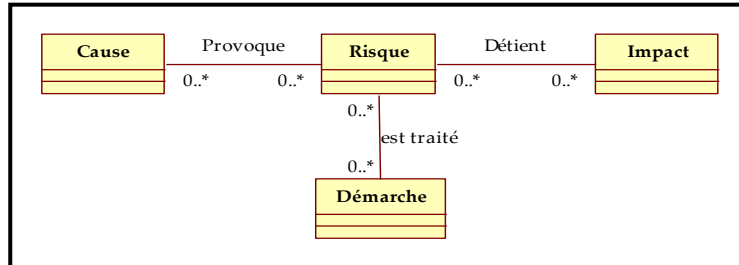 Cause Provoque Risque Détient Impact
0..* 0..* 0..* 0..*
0..*
est traité
0..*
Démarche